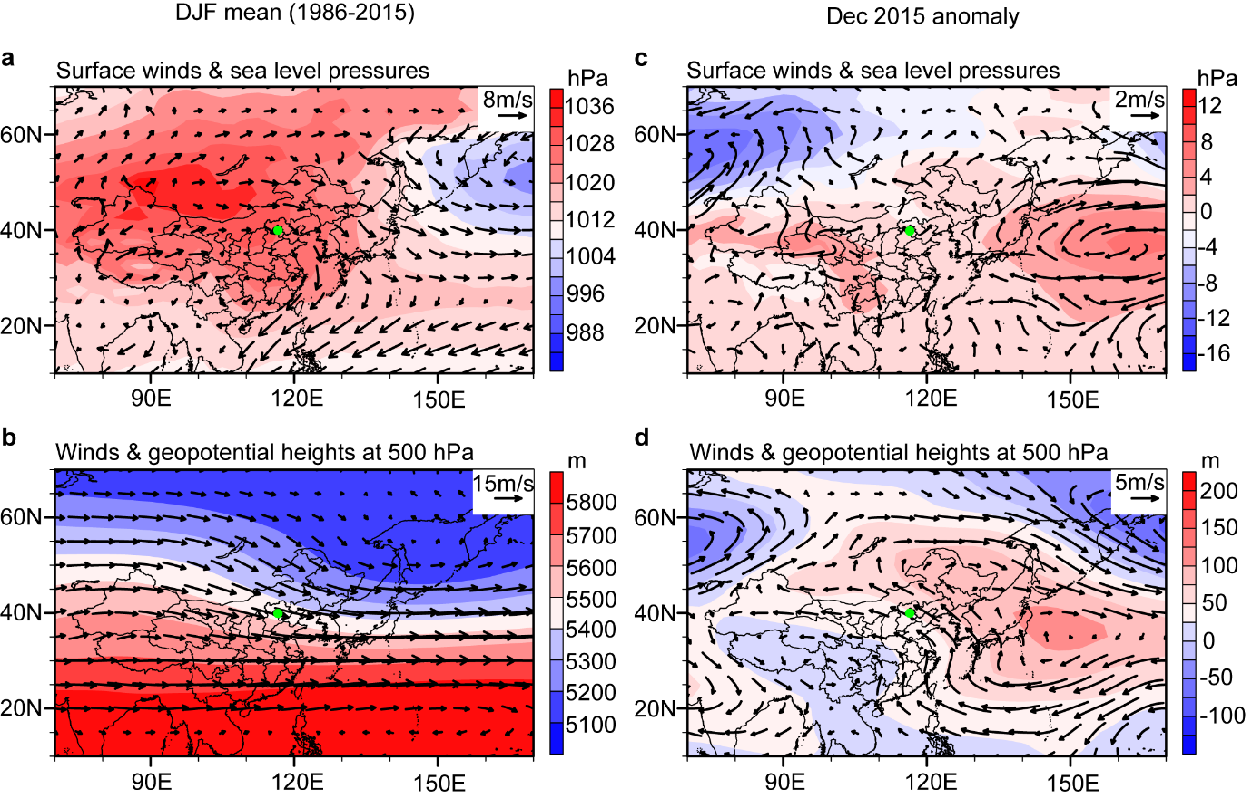 DJF mean (1986-2015)
Dec 2015 anomaly
a
Surface winds & sea level pressures
hPa
8m/s
60N
40N
20N
90E
120E
150E
1036
1028
1020
1012
1004
996
988
c
Surface winds & sea level pressures
hPa
2m/s
60N
40N
20N
90E
120E
150E
12
8
4
0
-4
-8
-12
-16
b
Winds & geopotential heights at 500 hPa
m
15m/s
60N
40N
20N
90E
120E
150E
5800
5700
5600
5500
5400
5300
5200
5100
d
Winds & geopotential heights at 500 hPa
m
5m/s
60N
40N
20N
90E
120E
150E
200
150
100
50
0
-50
-100